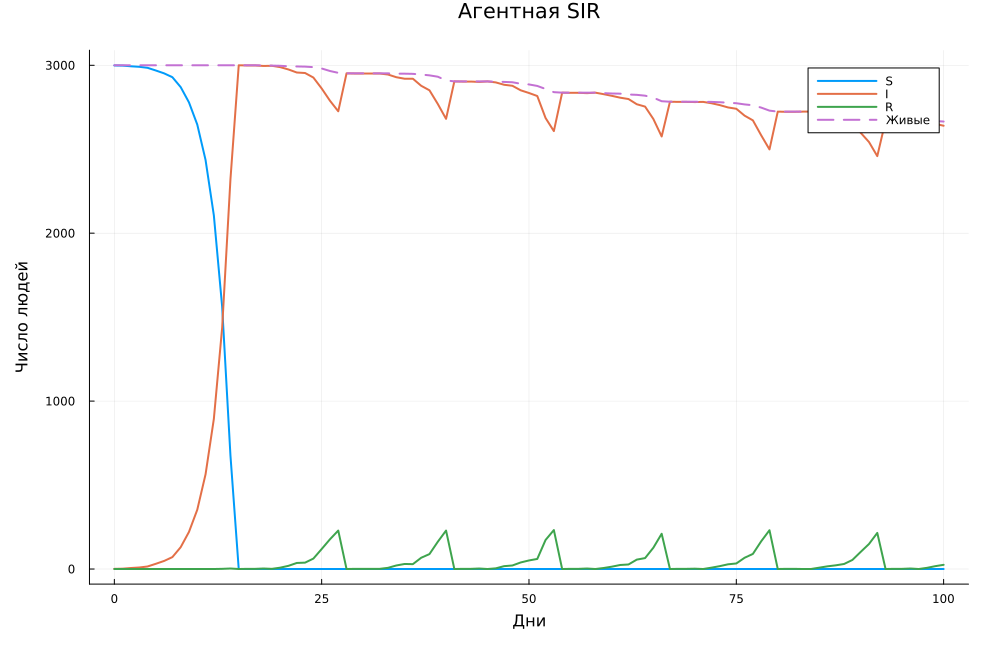 Агентная SIR
Число людей
3000
2000
1000
0
S
I
R
Живые
0 25 50 75 100
Дни